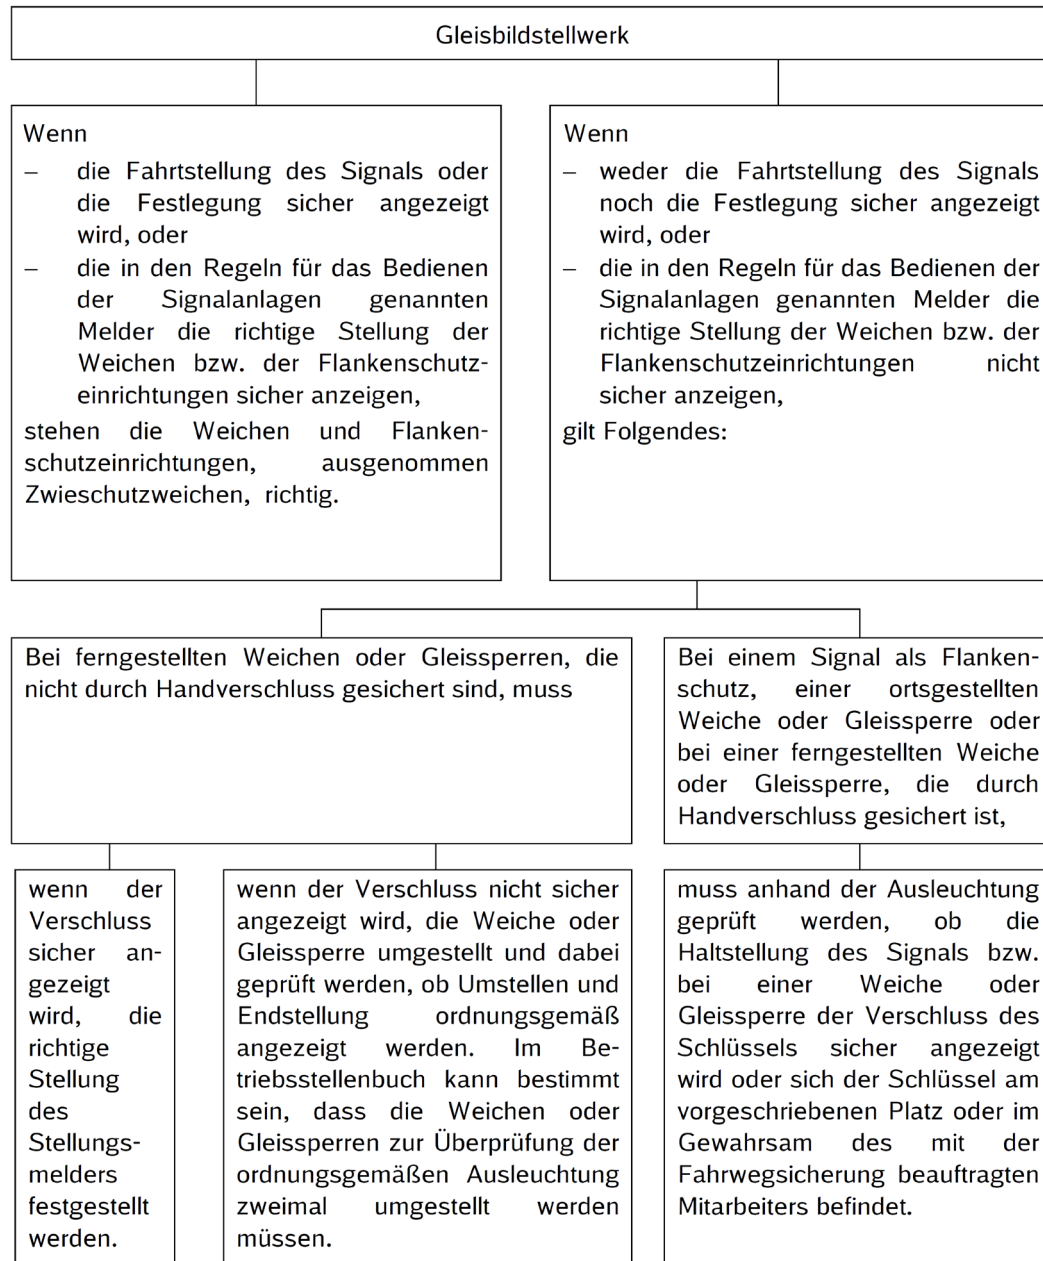 Gleisbildstellwerk
Wenn
– die Fahrtstellung des Signals oder
die Festlegung sicher angezeigt
wird, oder
– die in den Regeln für das Bedienen
der Signalanlagen genannten
Melder die richtige Stellung der
Weichen bzw. der Flankenschutz-
einrichtungen sicher anzeigen,
stehen die Weichen und Flanken-
schutzeinrichtungen, ausgenommen
Zwieschutzweichen, richtig.
Wenn
– weder die Fahrtstellung des Signals
noch die Festlegung sicher angezeigt
wird, oder
– die in den Regeln für das Bedienen der
Signalanlagen genannten Melder die
richtige Stellung der Weichen bzw. der
Flankenschutzeinrichtungen nicht
sicher anzeigen,
gilt Folgendes:
Bei ferngestellten Weichen oder Gleissperren, die
nicht durch Handverschluss gesichert sind, muss
Bei einem Signal als Flanken-
schutz, einer ortsgestellten
Weiche oder Gleissperre oder
bei einer ferngestellten Weiche
oder Gleissperre, die durch
Handverschluss gesichert ist,
wenn der
Verschluss
sicher an-
gezeigt
wird, die
richtige
Stellung
des
Stellungs-
melders
festgestellt
werden.
wenn der Verschluss nicht sicher
angezeigt wird, die Weiche oder
Gleissperre umgestellt und dabei
geprüft werden, ob Umstellen und
Endstellung ordnungsgemäß
angezeigt werden. Im Be-
triebsstellenbuch kann bestimmt
sein, dass die Weichen oder
Gleissperren zur Überprüfung der
ordnungsgemäßen Ausleuchtung
zweimal umgestellt werden
müssen.
muss anhand der Ausleuchtung
geprüft werden, ob die
Haltstellung des Signals bzw.
bei einer Weiche oder
Gleissperre der Verschluss des
Schlüssels sicher angezeigt
wird oder sich der Schlüssel am
vorgeschriebenen Platz oder im
Gewahrsam des mit der
Fahrwegsicherung beauftragten
Mitarbeiters befindet.